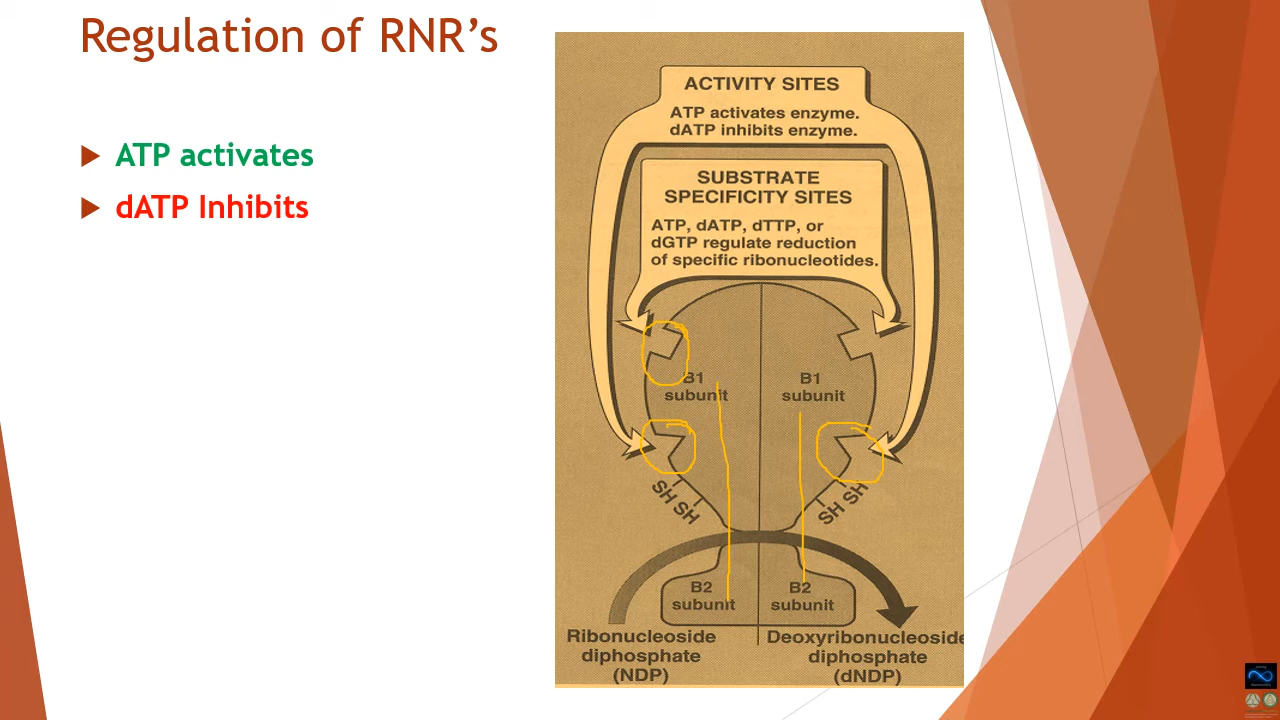 Regulation of RNR’s
ATP activates
dATP Inhibits
ACTIVITY SITES
ATP activates enzyme.
dATP inhibits enzyme.
SUBSTRATE
SPECIFICITY SITES
ATP, dATP, dTTP, or
dGTP regulate reduction
of specific ribonucleotides.
B1
subunit
B1
subunit
SH SH
SH SH
B2
subunit
B2
subunit
Ribonucleoside
diphosphate
(NDP)
Deoxyribonucleoside
diphosphate
(dNDP)